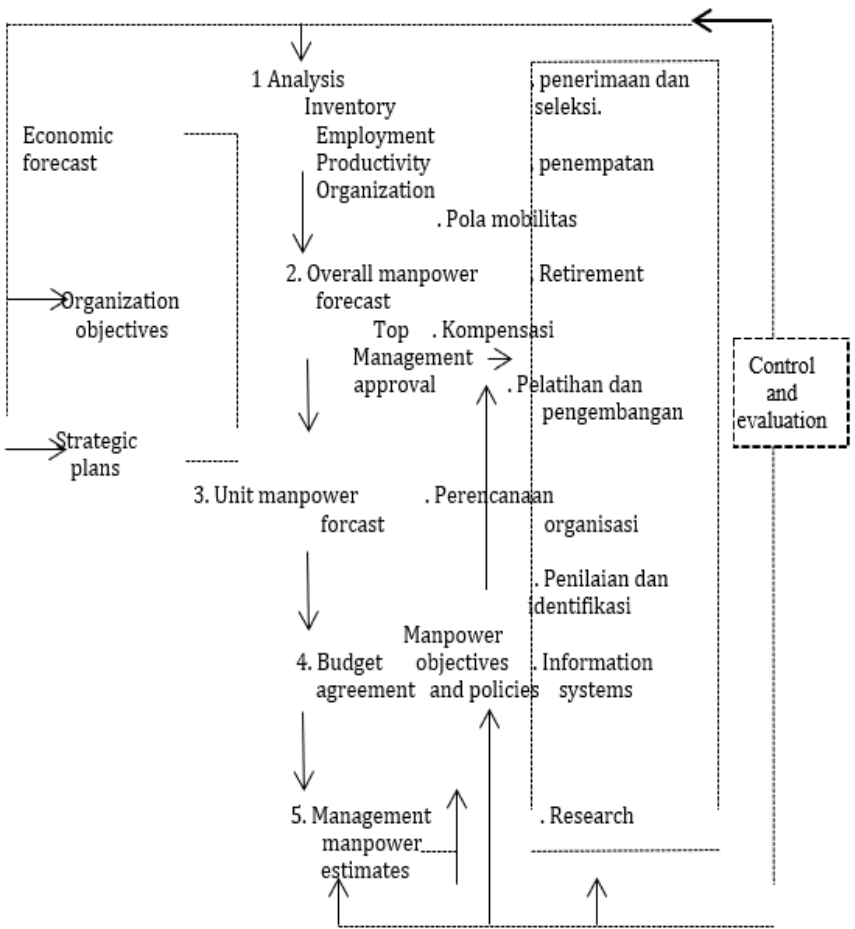 1 Analysis
Inventory
Employment
Productivity
Organization
Economic
forecast
Organization
objectives
Strategic
plans
2. Overall manpower
forecast
Top
Management
approval
3. Unit manpower
forcast
4. Budget
agreement
Manpower
objectives
and policies
5. Management
manpower
estimates
. penerimaan dan
seleksi.
. penempatan
. Pola mobilitas
. Retirement
. Kompensasi
. Pelatihan dan
pengembangan
. Perencanaan
organisasi
. Penilaian dan
identifikasi
. Information
systems
. Research
Control
and
evaluation